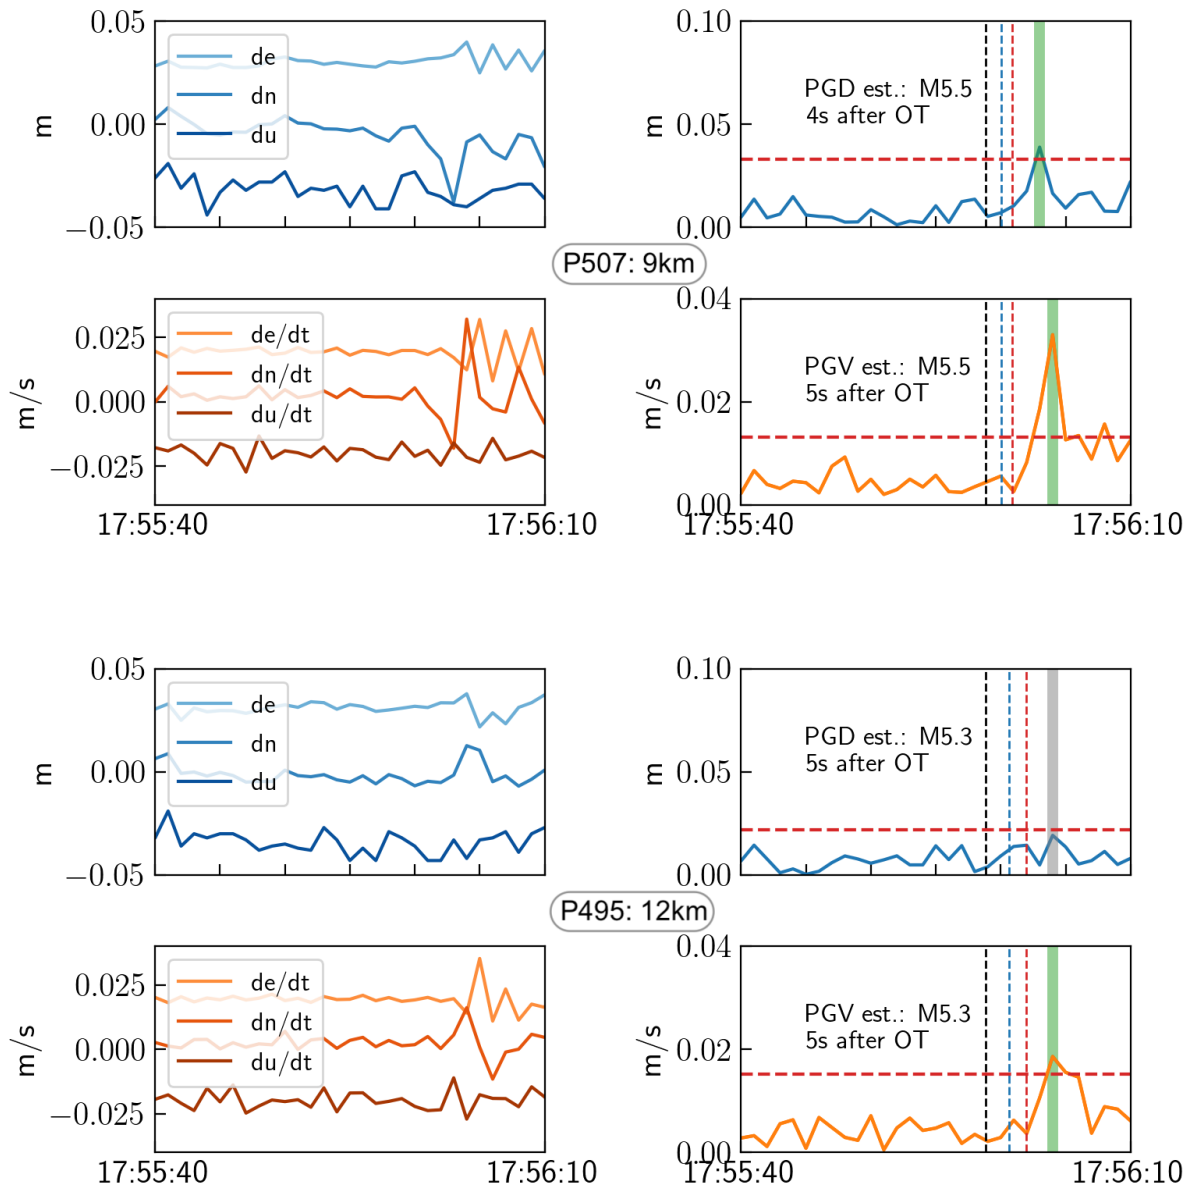 0.05
0.00
−0.05
m
de
dn
du
0.10
0.05
0.00
m
PGD est.: M5.5
4s after OT
P507: 9km
0.025
0.000
−0.025
m/s
de/dt
dn/dt
du/dt
17:55:40
17:56:10
0.04
0.02
0.00
m/s
PGV est.: M5.5
5s after OT
17:55:40
17:56:10
0.05
0.00
−0.05
m
de
dn
du
0.10
0.05
0.00
m
PGD est.: M5.3
5s after OT
P495: 12km
0.025
0.000
−0.025
m/s
de/dt
dn/dt
du/dt
17:55:40
17:56:10
0.04
0.02
0.00
m/s
PGV est.: M5.3
5s after OT
17:55:40
17:56:10